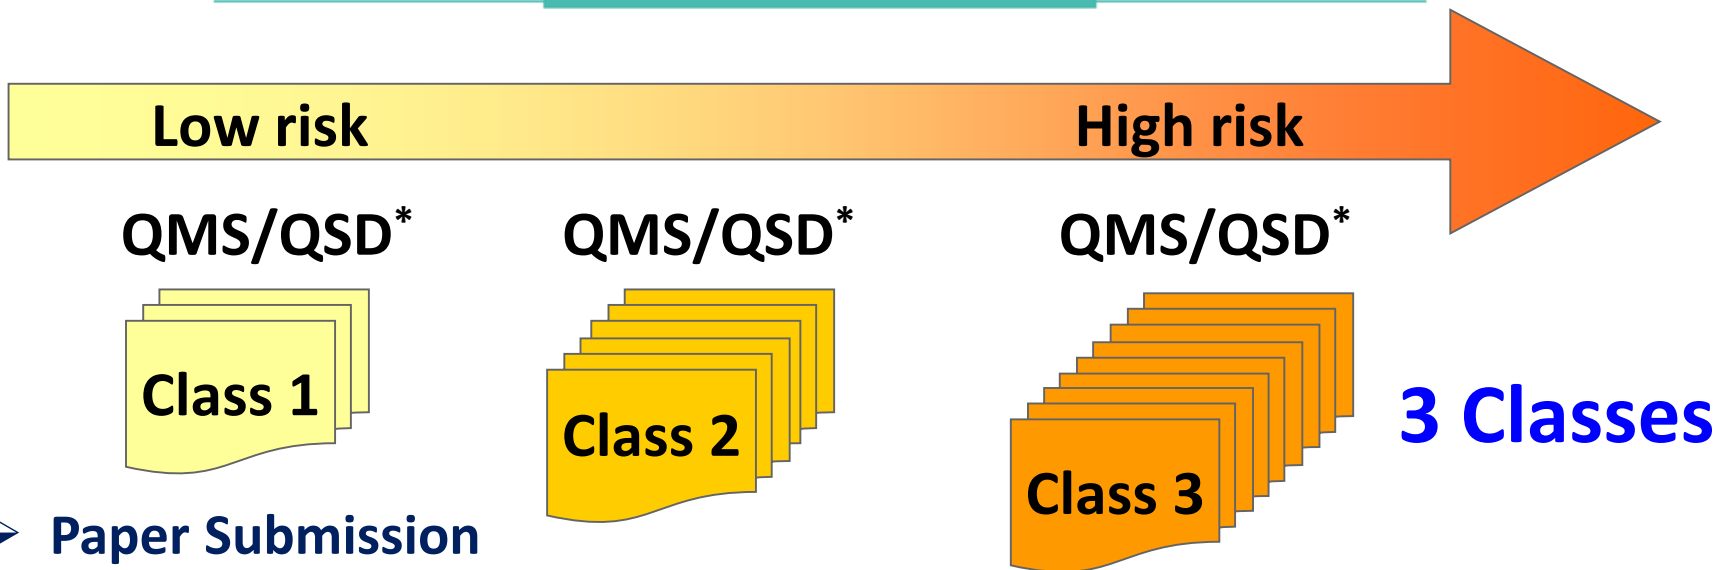 Low risk
High risk
QMS/QSD*
QMS/QSD*
QMS/QSD*
Class 1
Class 2
Class 3
3 Classes
➢ Paper Submission